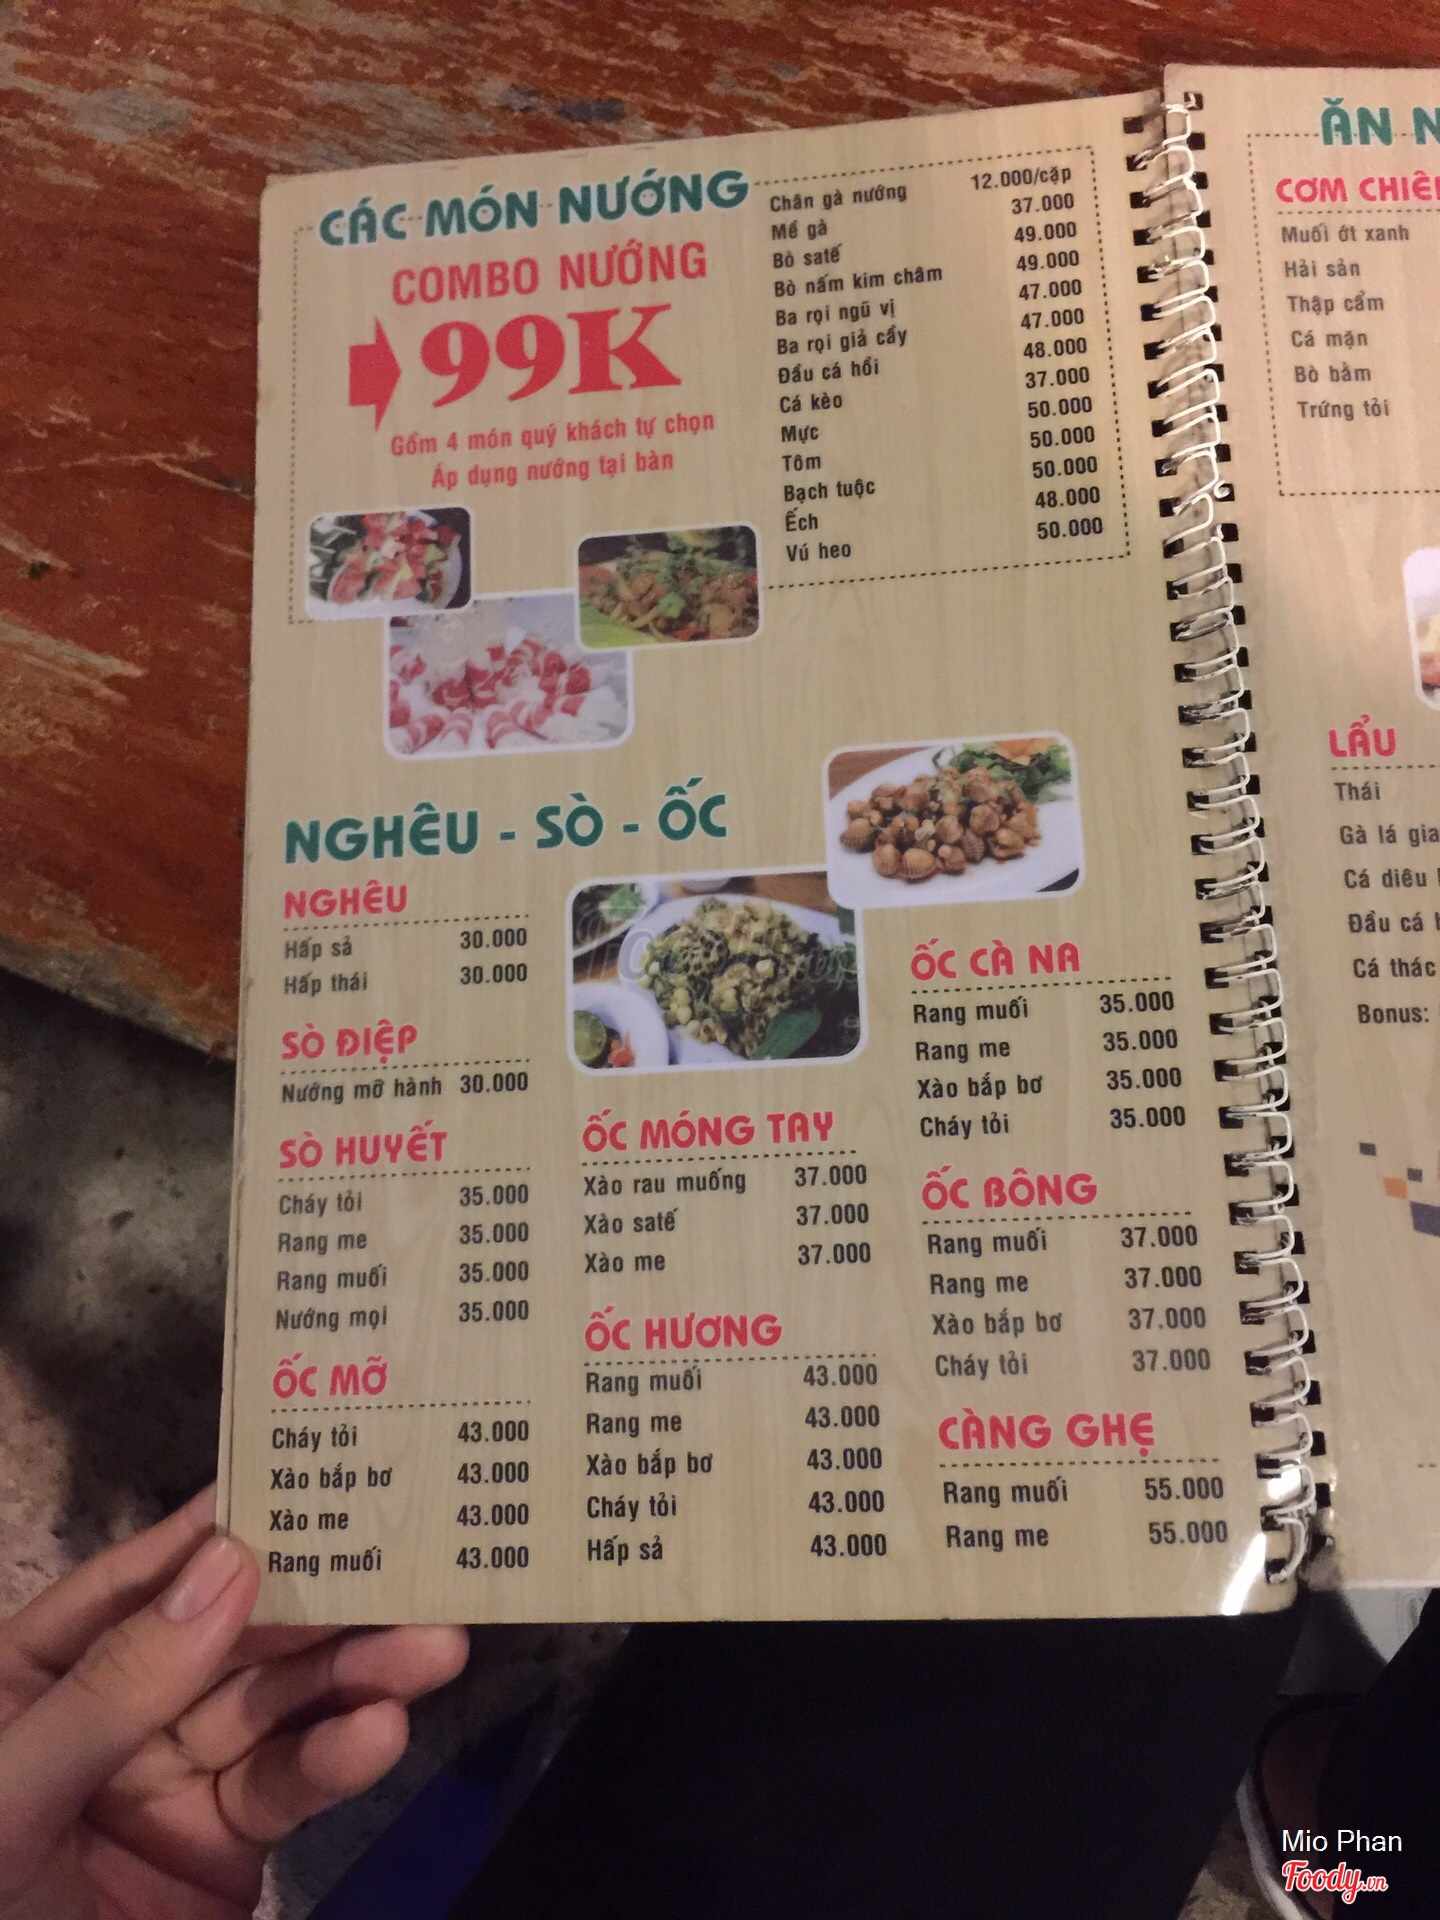 CÁC MÓN NƯỚNG
COMBO NƯỚNG
99K
Gồm 4 món quý khách tự chọn
Áp dụng nướng tại bàn
Chân gà nướng 12.000/cặp
Mề gà 37.000
Bò satế 49.000
Bò nấm kim châm 49.000
Ba rọi ngũ vị 47.000
Ba rọi giả cầy 47.000
Đầu cá hồi 48.000
Cá kèo 37.000
Mực 50.000
Tôm 50.000
Bạch tuộc 50.000
Ếch 48.000
Vú heo 50.000
NGHÊU - SÒ - ỐC
NGHÊU
Hấp sả 30.000
Hấp thái 30.000
SÒ ĐIỆP
Nướng mỡ hành 30.000
SÒ HUYẾT
Cháy tỏi 35.000
Rang me 35.000
Rang muối 35.000
Nướng mọi 35.000
ỐC MỠ
Cháy tỏi 43.000
Xào bắp bơ 43.000
Xào me 43.000
Rang muối 43.000
ỐC MÓNG TAY
Xào rau muống 37.000
Xào satế 37.000
Xào me 37.000
ỐC HƯƠNG
Rang muối 43.000
Rang me 43.000
Xào bắp bơ 43.000
Cháy tỏi 43.000
Hấp sả 43.000
ỐC CÀ NA
Rang muối 35.000
Rang me 35.000
Xào bắp bơ 35.000
Cháy tỏi 35.000
ỐC BÔNG
Rang muối 37.000
Rang me 37.000
Xào bắp bơ 37.000
Cháy tỏi 37.000
CÀNG GHẸ
Rang muối 55.000
Rang me 55.000
ĂN
CƠM
Muối ớt xanh
Hải sản
Thập cẩm
Cá mặn
Bò bằm
Trứng tỏi
LẨU
Thái
Gà lá
Cá diêu
Đầu cá
Cá thác
Bonus:
Mio Phan
Foody.vn